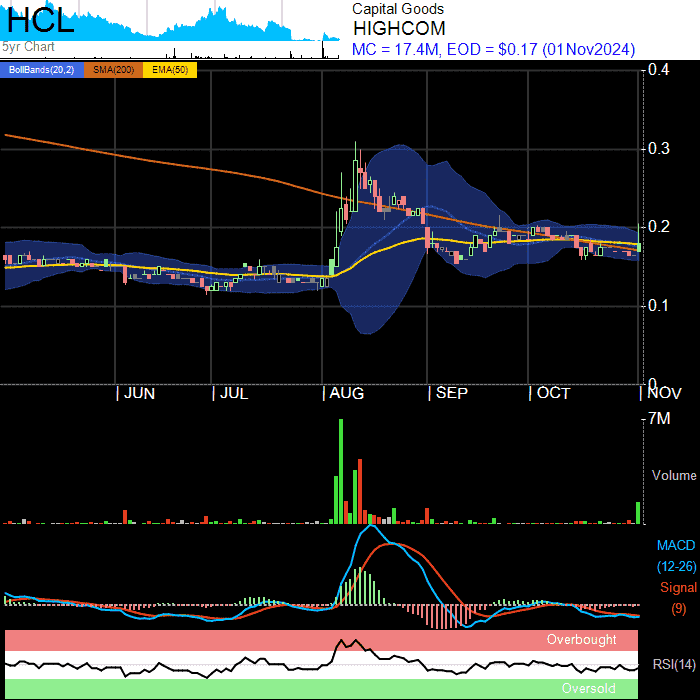 HCL
5yr Chart
Capital Goods
HIGHCOM
MC = 17.4M, EOD = $0.17 (01Nov2024)
BollBands(20,2) SMA(200) EMA(50)
0.4
0.3
0.2
0.1
0
| JUN | JUL | AUG | SEP | OCT | NOV
7M
Volume
MACD
(12-26)
Signal
(9)
Overbought
RSI(14)
Oversold